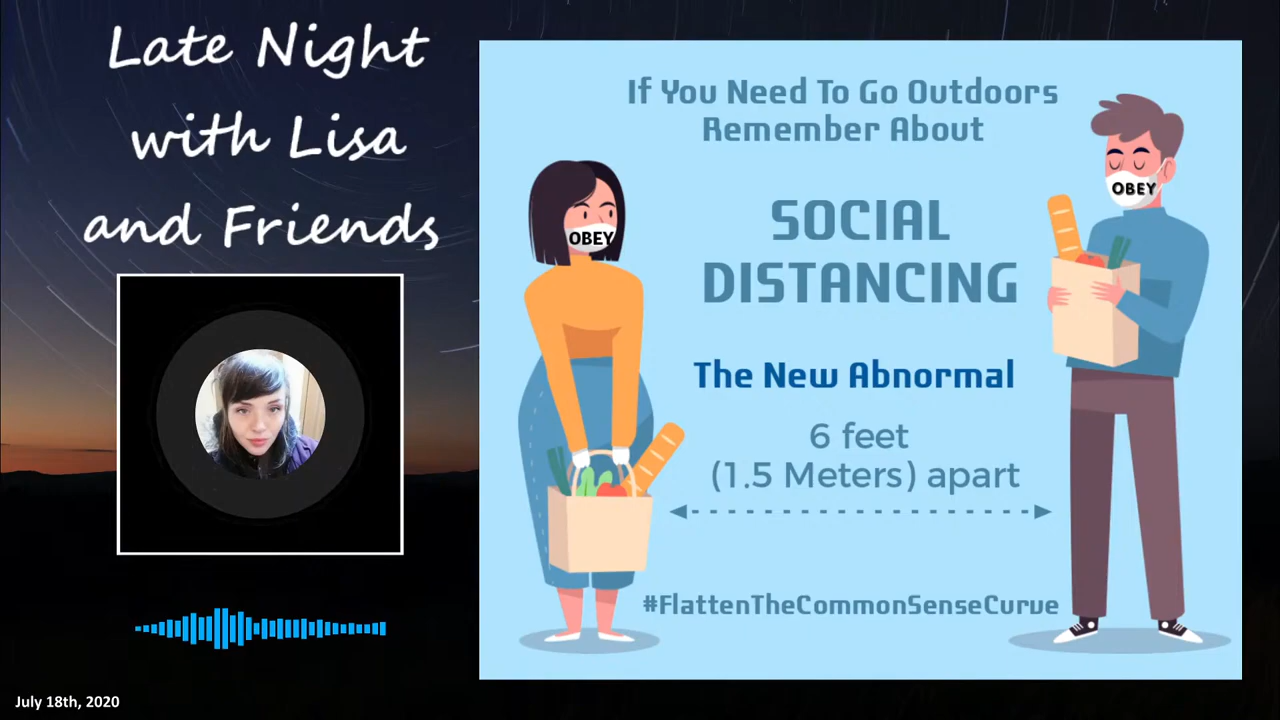 Late Night
with Lisa
and Friends
July 18th, 2020
If You Need To Go Outdoors
Remember About
SOCIAL
DISTANCING
The New Abnormal
6 feet
(1.5 Meters) apart
#FlattenTheCommonSenseCurve
OBEY
OBEY